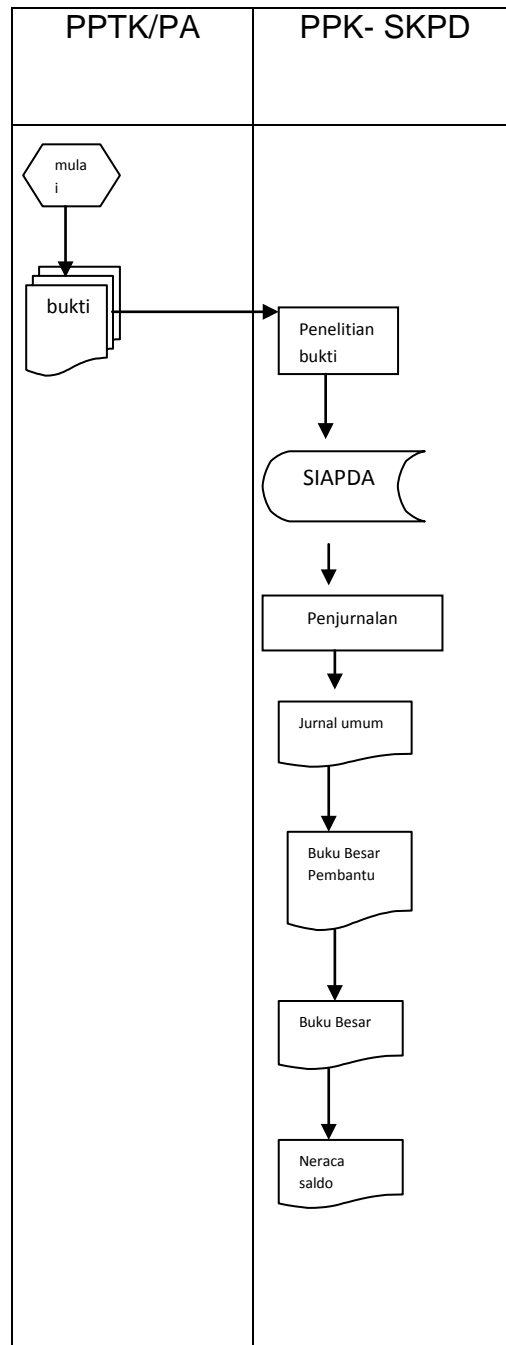 PPTK/PA
PPK- SKPD
mula
i
bukti
Penelitian
bukti
SIAPDA
Penjurnalan
Jurnal umum
Buku Besar
Pembantu
Buku Besar
Neraca
saldo